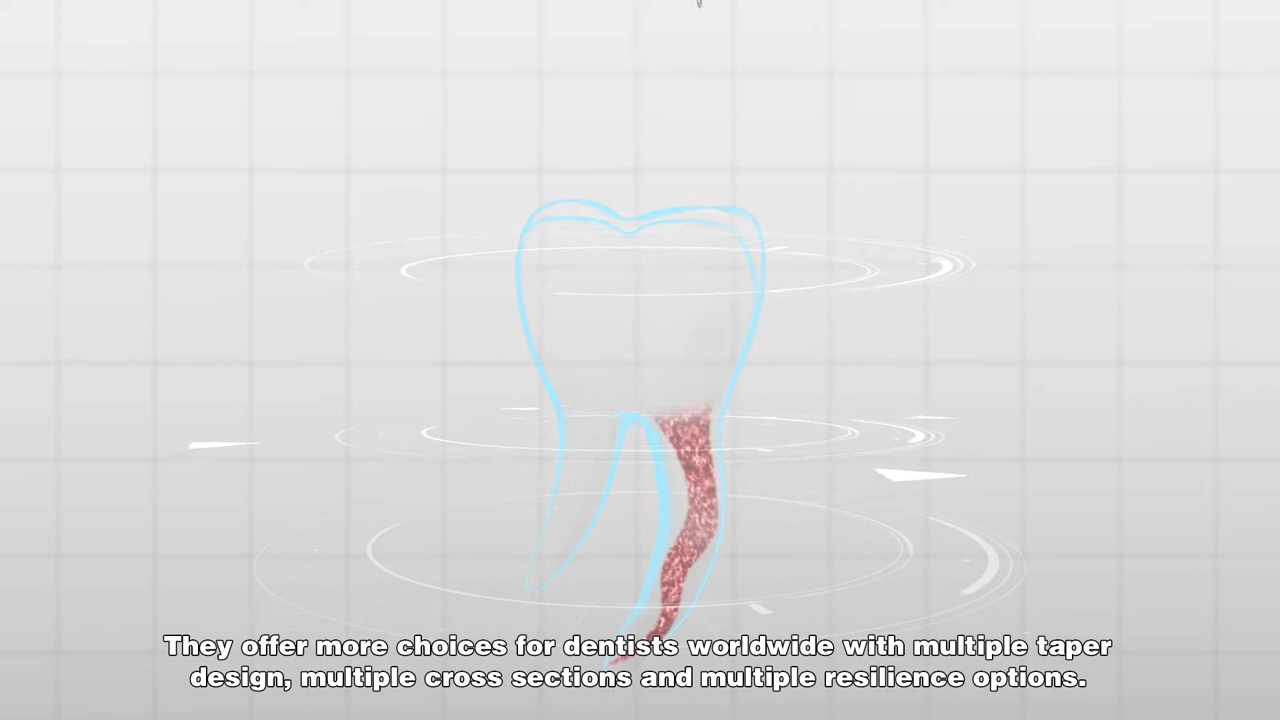 They offer more choices for dentists worldwide with multiple taper
design, multiple cross sections and multiple resilience options.